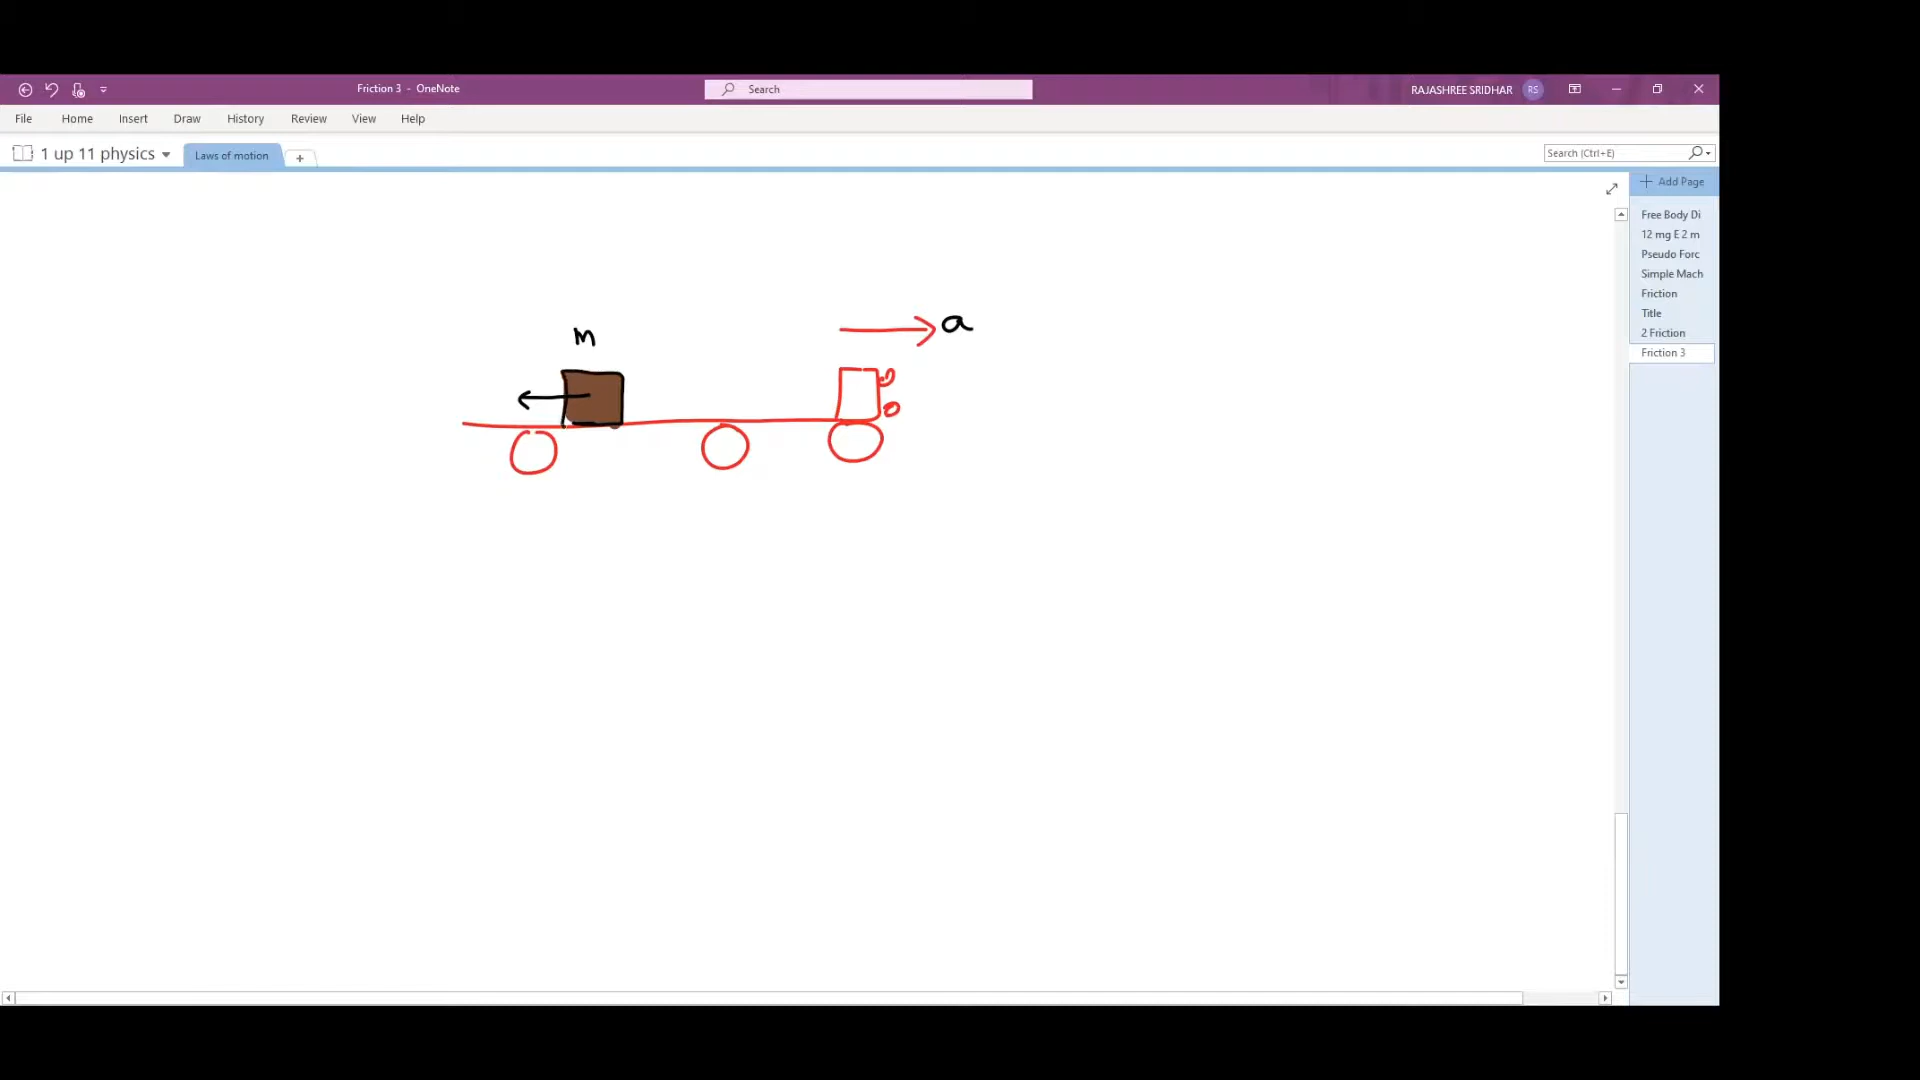 Friction 3 - OneNote
Search
RAJASHREE SRIDHAR
RS
File Home Insert Draw History Review View Help
1 up 11 physics
Laws of motion
+
Search (Ctrl+E)
Add Page
Free Body Di
12 mg E 2 m
Pseudo Forc
Simple Mach
Friction
Title
2 Friction
Friction 3
m
a